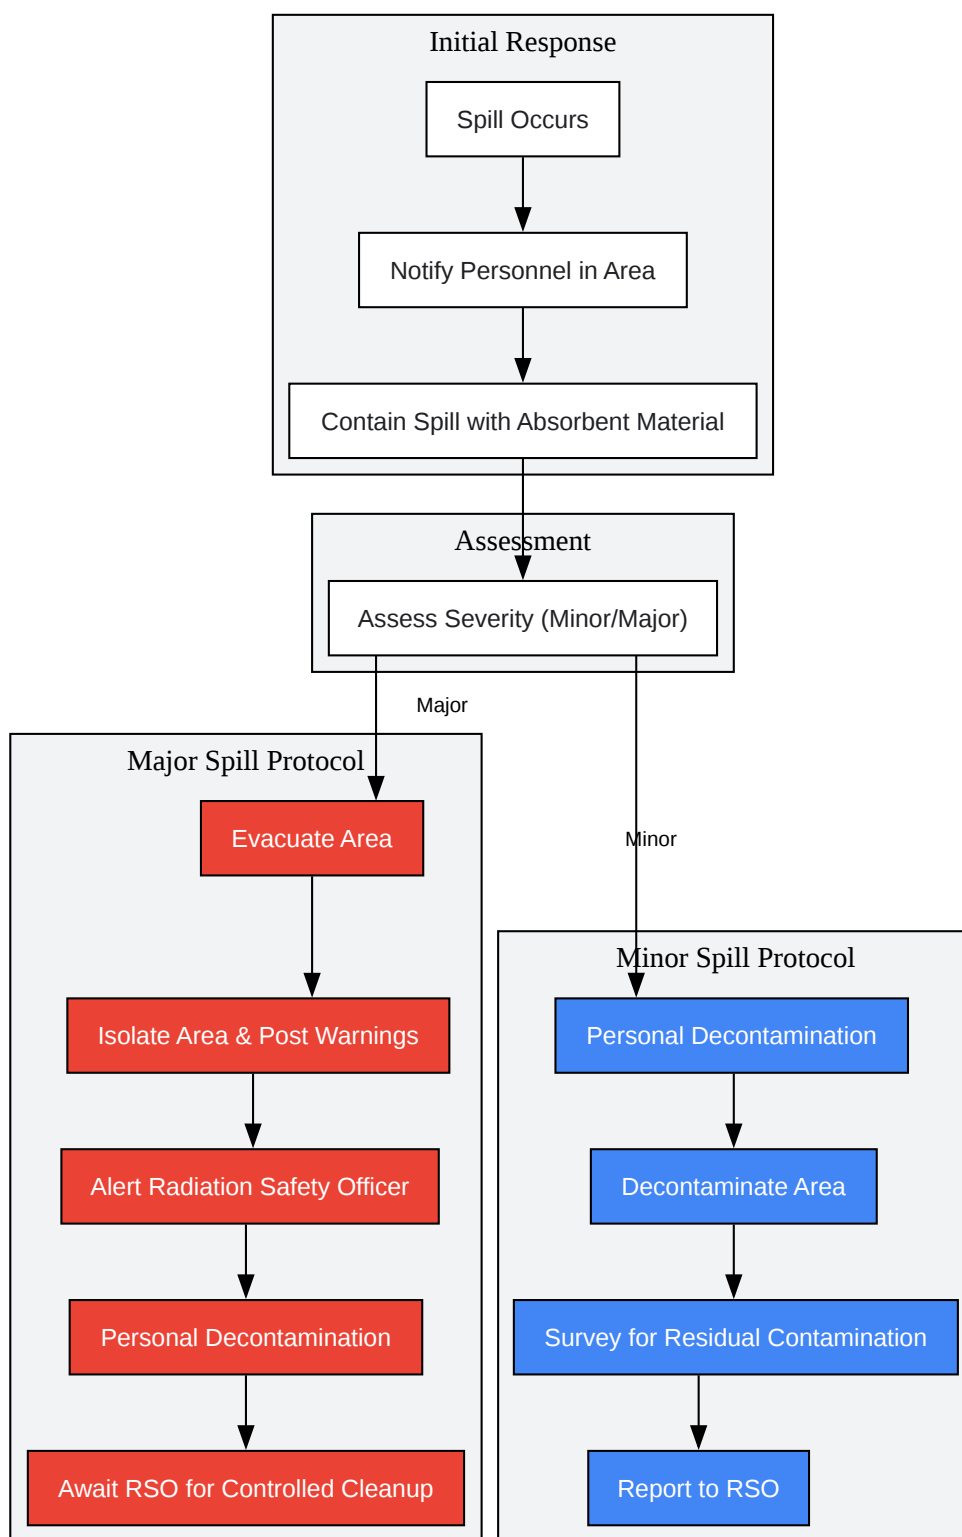 Initial Response
Spill Occurs
Notify Personnel in Area
Contain Spill with Absorbent Material
Assessment
Assess Severity (Minor/Major)
Major
Major Spill Protocol
Evacuate Area
Isolate Area & Post Warnings
Alert Radiation Safety Officer
Personal Decontamination
Await RSO for Controlled Cleanup
Minor
Minor Spill Protocol
Personal Decontamination
Decontaminate Area
Survey for Residual Contamination
Report to RSO